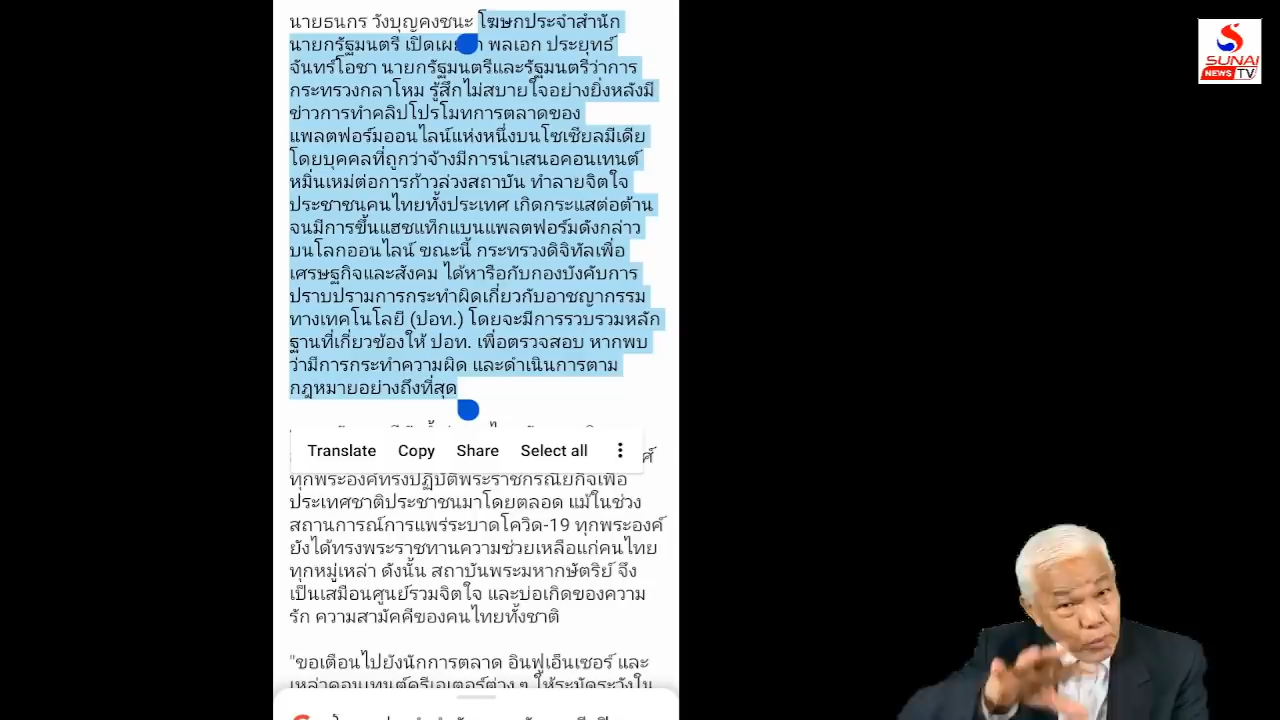 นายธนกร วังบุญคงชนะ โฆษกประจำสำนัก
นายกรัฐมนตรี เปิดเผย พลเอก ประยุทธ์
จันทร์โอชา นายกรัฐมนตรีและรัฐมนตรีว่าการ
กระทรวงกลาโหม รู้สึกไม่สบายใจอย่างยิ่งหลังมี
ข่าวการทำคลิปโปรโมทการตลาดของ
แพลตฟอร์มออนไลน์แห่งหนึ่งบนโซเชียลมีเดีย
โดยบุคคลที่ถูกว่าจ้างมีการนำเสนอคอนเทนต์
หมิ่นเหม่ต่อการก้าวล่วงสถาบัน ทำลายจิตใจ
ประชาชนคนไทยทั้งประเทศ เกิดกระแสต่อต้าน
จนมีการขึ้นแฮชแท็กแบนแพลตฟอร์มดังกล่าว
บนโลกออนไลน์ ขณะนี้ กระทรวงดิจิทัลเพื่อ
เศรษฐกิจและสังคม ได้หารือกับกองบังคับการ
ปราบปรามการกระทำผิดเกี่ยวกับอาชญากรรม
ทางเทคโนโลยี (ปอท.) โดยจะมีการรวบรวมหลัก
ฐานที่เกี่ยวข้องให้ ปอท. เพื่อตรวจสอบ หากพบ
ว่ามีการกระทำความผิด และดำเนินการตาม
กฎหมายอย่างถึงที่สุด
Translate Copy Share Select all
ทุกพระองค์ทรงปฏิบัติพระราชกรณียกิจเพื่อ
ประเทศชาติประชาชนมาโดยตลอด แม้ในช่วง
สถานการณ์การแพร่ระบาดโควิด-19 ทุกพระองค์
ยังได้ทรงพระราชทานความช่วยเหลือแก่คนไทย
ทุกหมู่เหล่า ดังนั้น สถาบันพระมหากษัตริย์ จึง
เป็นเสมือนศูนย์รวมจิตใจ และบ่อเกิดของความ
รัก ความสามัคคีของคนไทยทั้งชาติ
"ขอเตือนไปยังนักการตลาด อินฟูเอ็นเซอร์ และ
เหล่าคอนเทนต์ครีเอเตอร์ต่าง ๆ ให้ระมัดระวังใน
SUNAI
NEWS TV